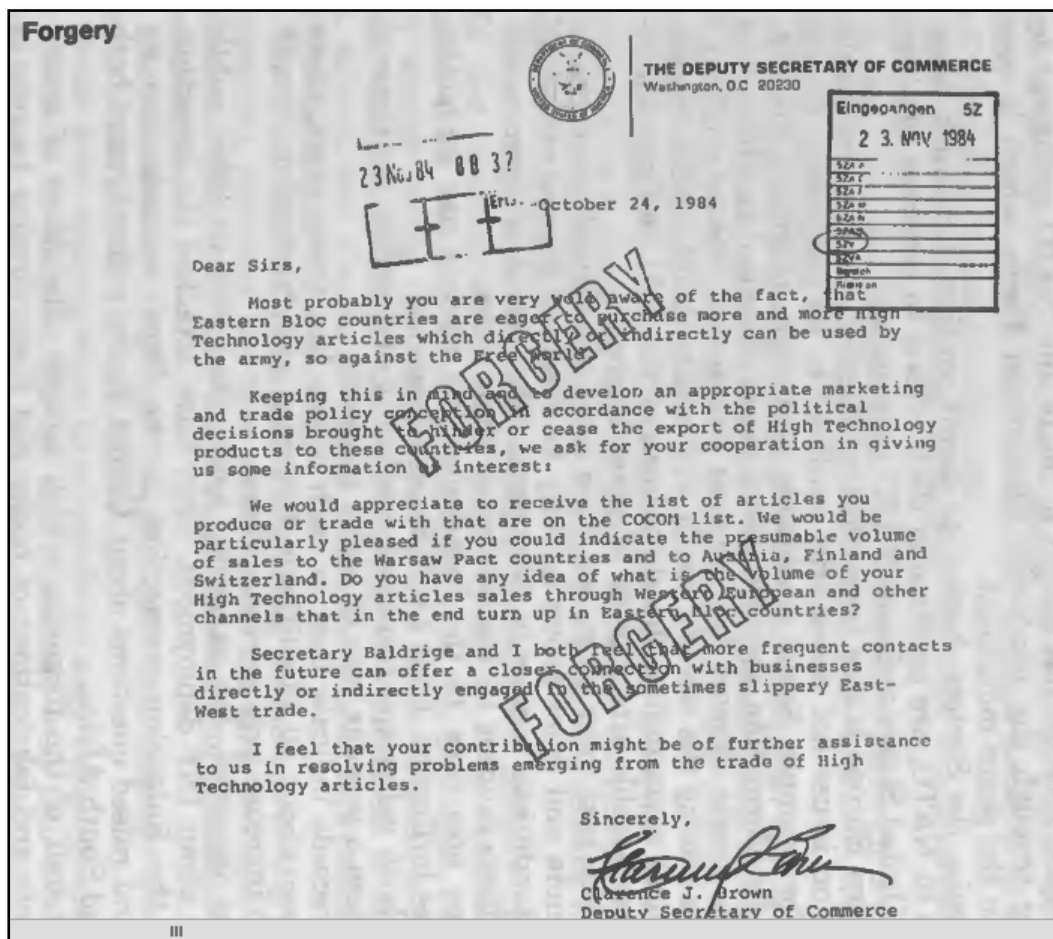 Forgery
THE DEPUTY SECRETARY OF COMMERCE
Washington, D.C. 20230
Eingegangen SZ
2 3. NOV 1984
23 Nov 84 08 37
October 24, 1984
Dear Sirs,
Most probably you are very well aware of the fact, that
Eastern Bloc countries are eager to purchase more and more High
Technology articles which directly or indirectly can be used by
the army, so against the Free World.
Keeping this in mind and to develop an appropriate marketing
and trade policy conception in accordance with the political
decisions brought to hinder or cease the export of High Technology
products to these countries, we ask for your cooperation in giving
us some information of interest:
We would appreciate to receive the list of articles you
produce or trade with that are on the COCOM list. We would be
particularly pleased if you could indicate the presumable volume
of sales to the Warsaw Pact countries and to Austria, Finland and
Switzerland. Do you have any idea of what is the volume of your
High Technology articles sales through Western European and other
channels that in the end turn up in Eastern Bloc countries?
Secretary Baldrige and I both feel that more frequent contacts
in the future can offer a closer connection with businesses
directly or indirectly engaged in the sometimes slippery East-
West trade.
I feel that your contribution might be of further assistance
to us in resolving problems emerging from the trade of High
Technology articles.
FORGERY
FORGERY
Sincerely,
Clarence J. Brown
Deputy Secretary of Commerce
III